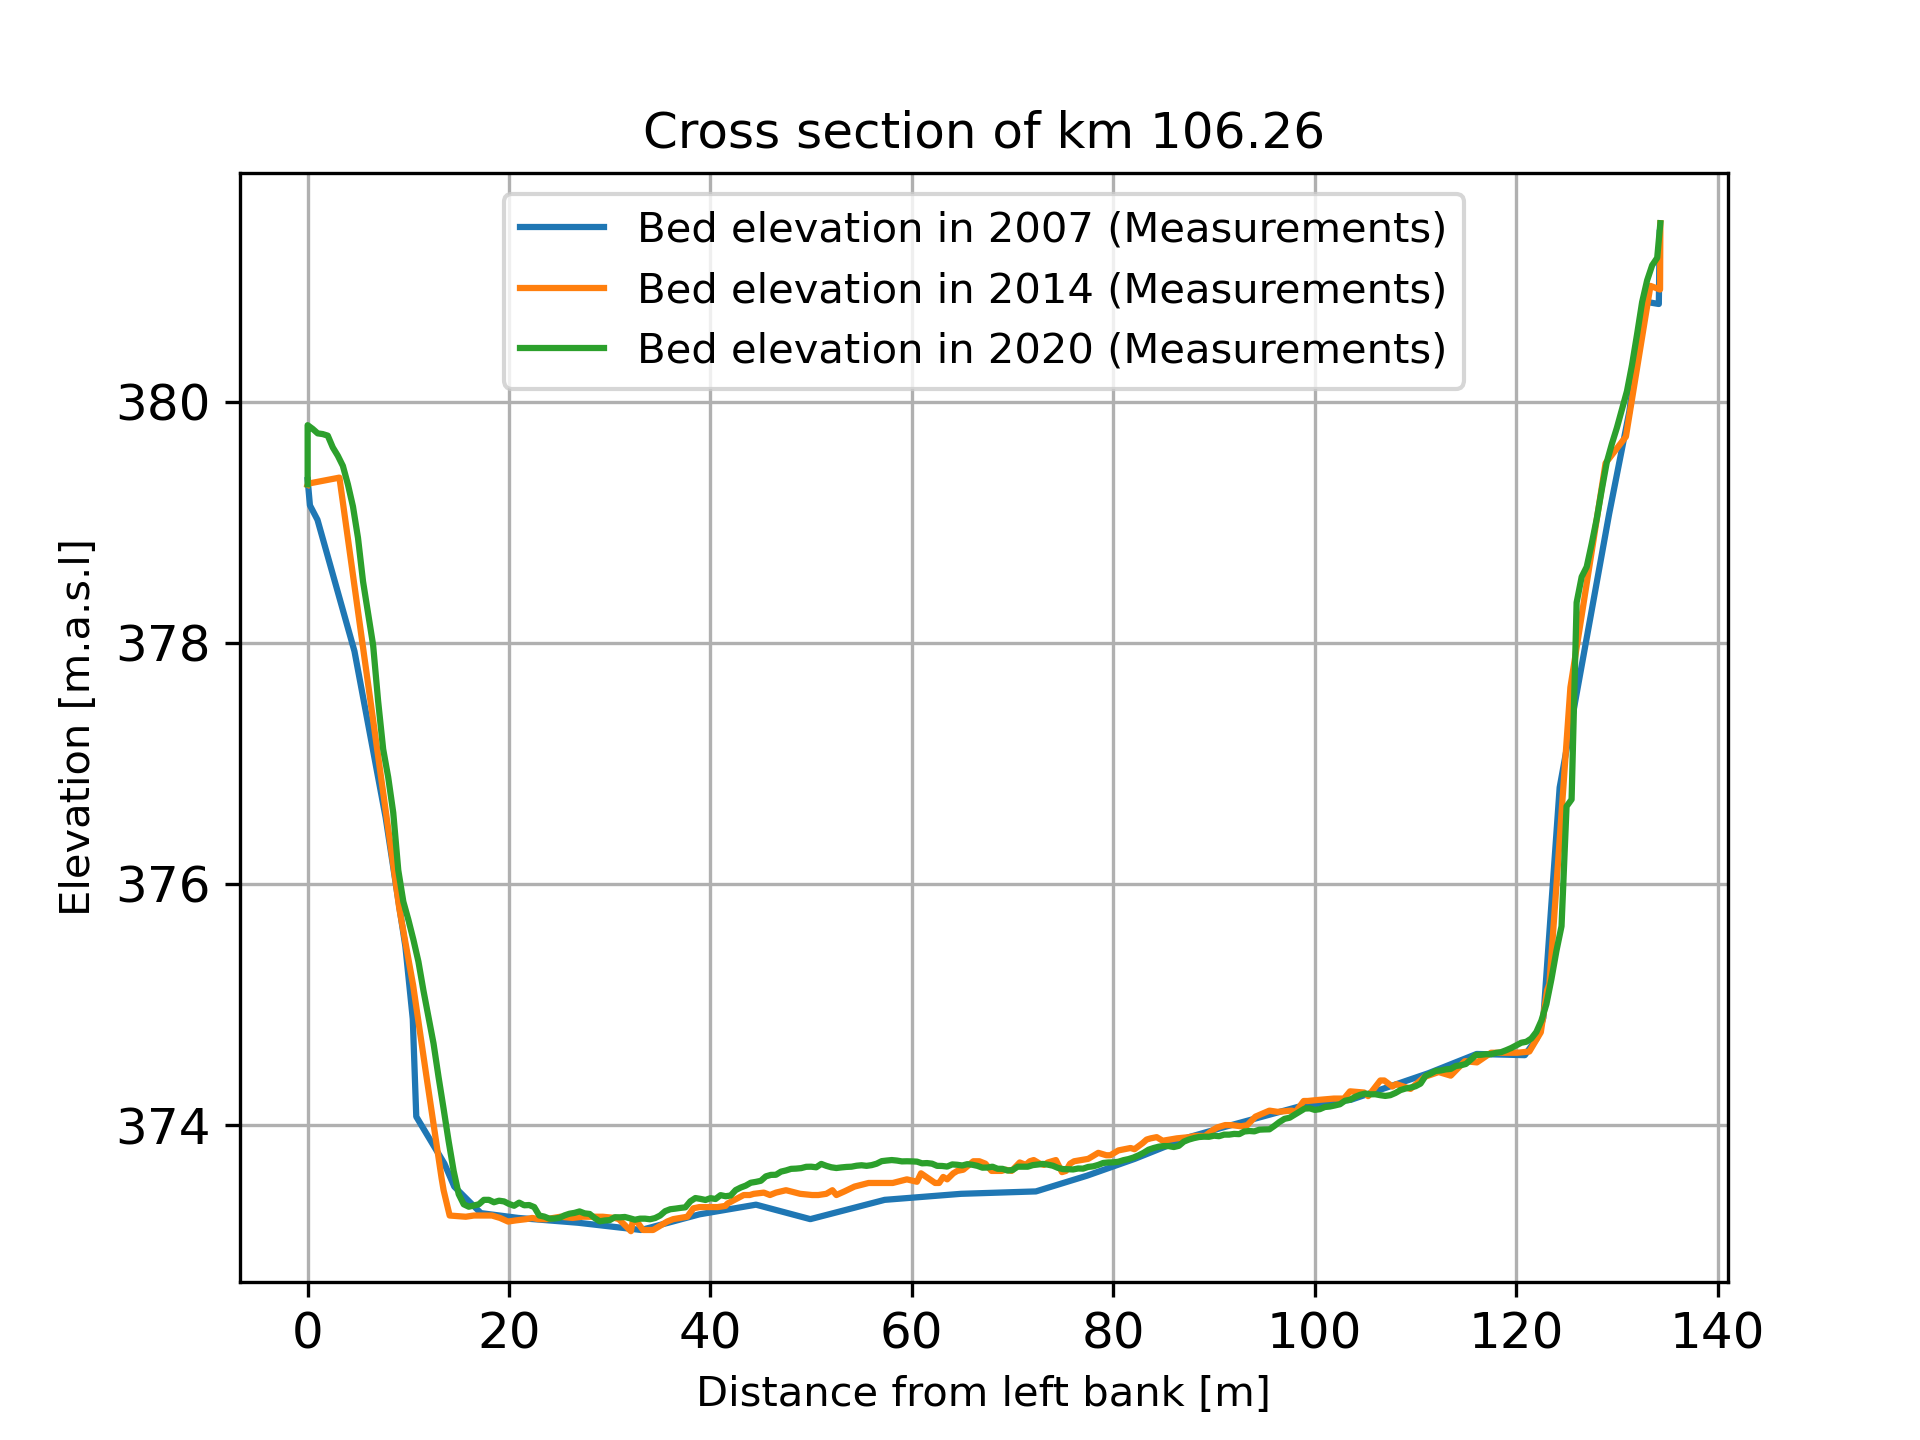 Cross section of km 106.26
Bed elevation in 2007 (Measurements)
Bed elevation in 2014 (Measurements)
Bed elevation in 2020 (Measurements)
380
378
376
374
Elevation [m.a.s.l]
0 20 40 60 80 100 120 140
Distance from left bank [m]